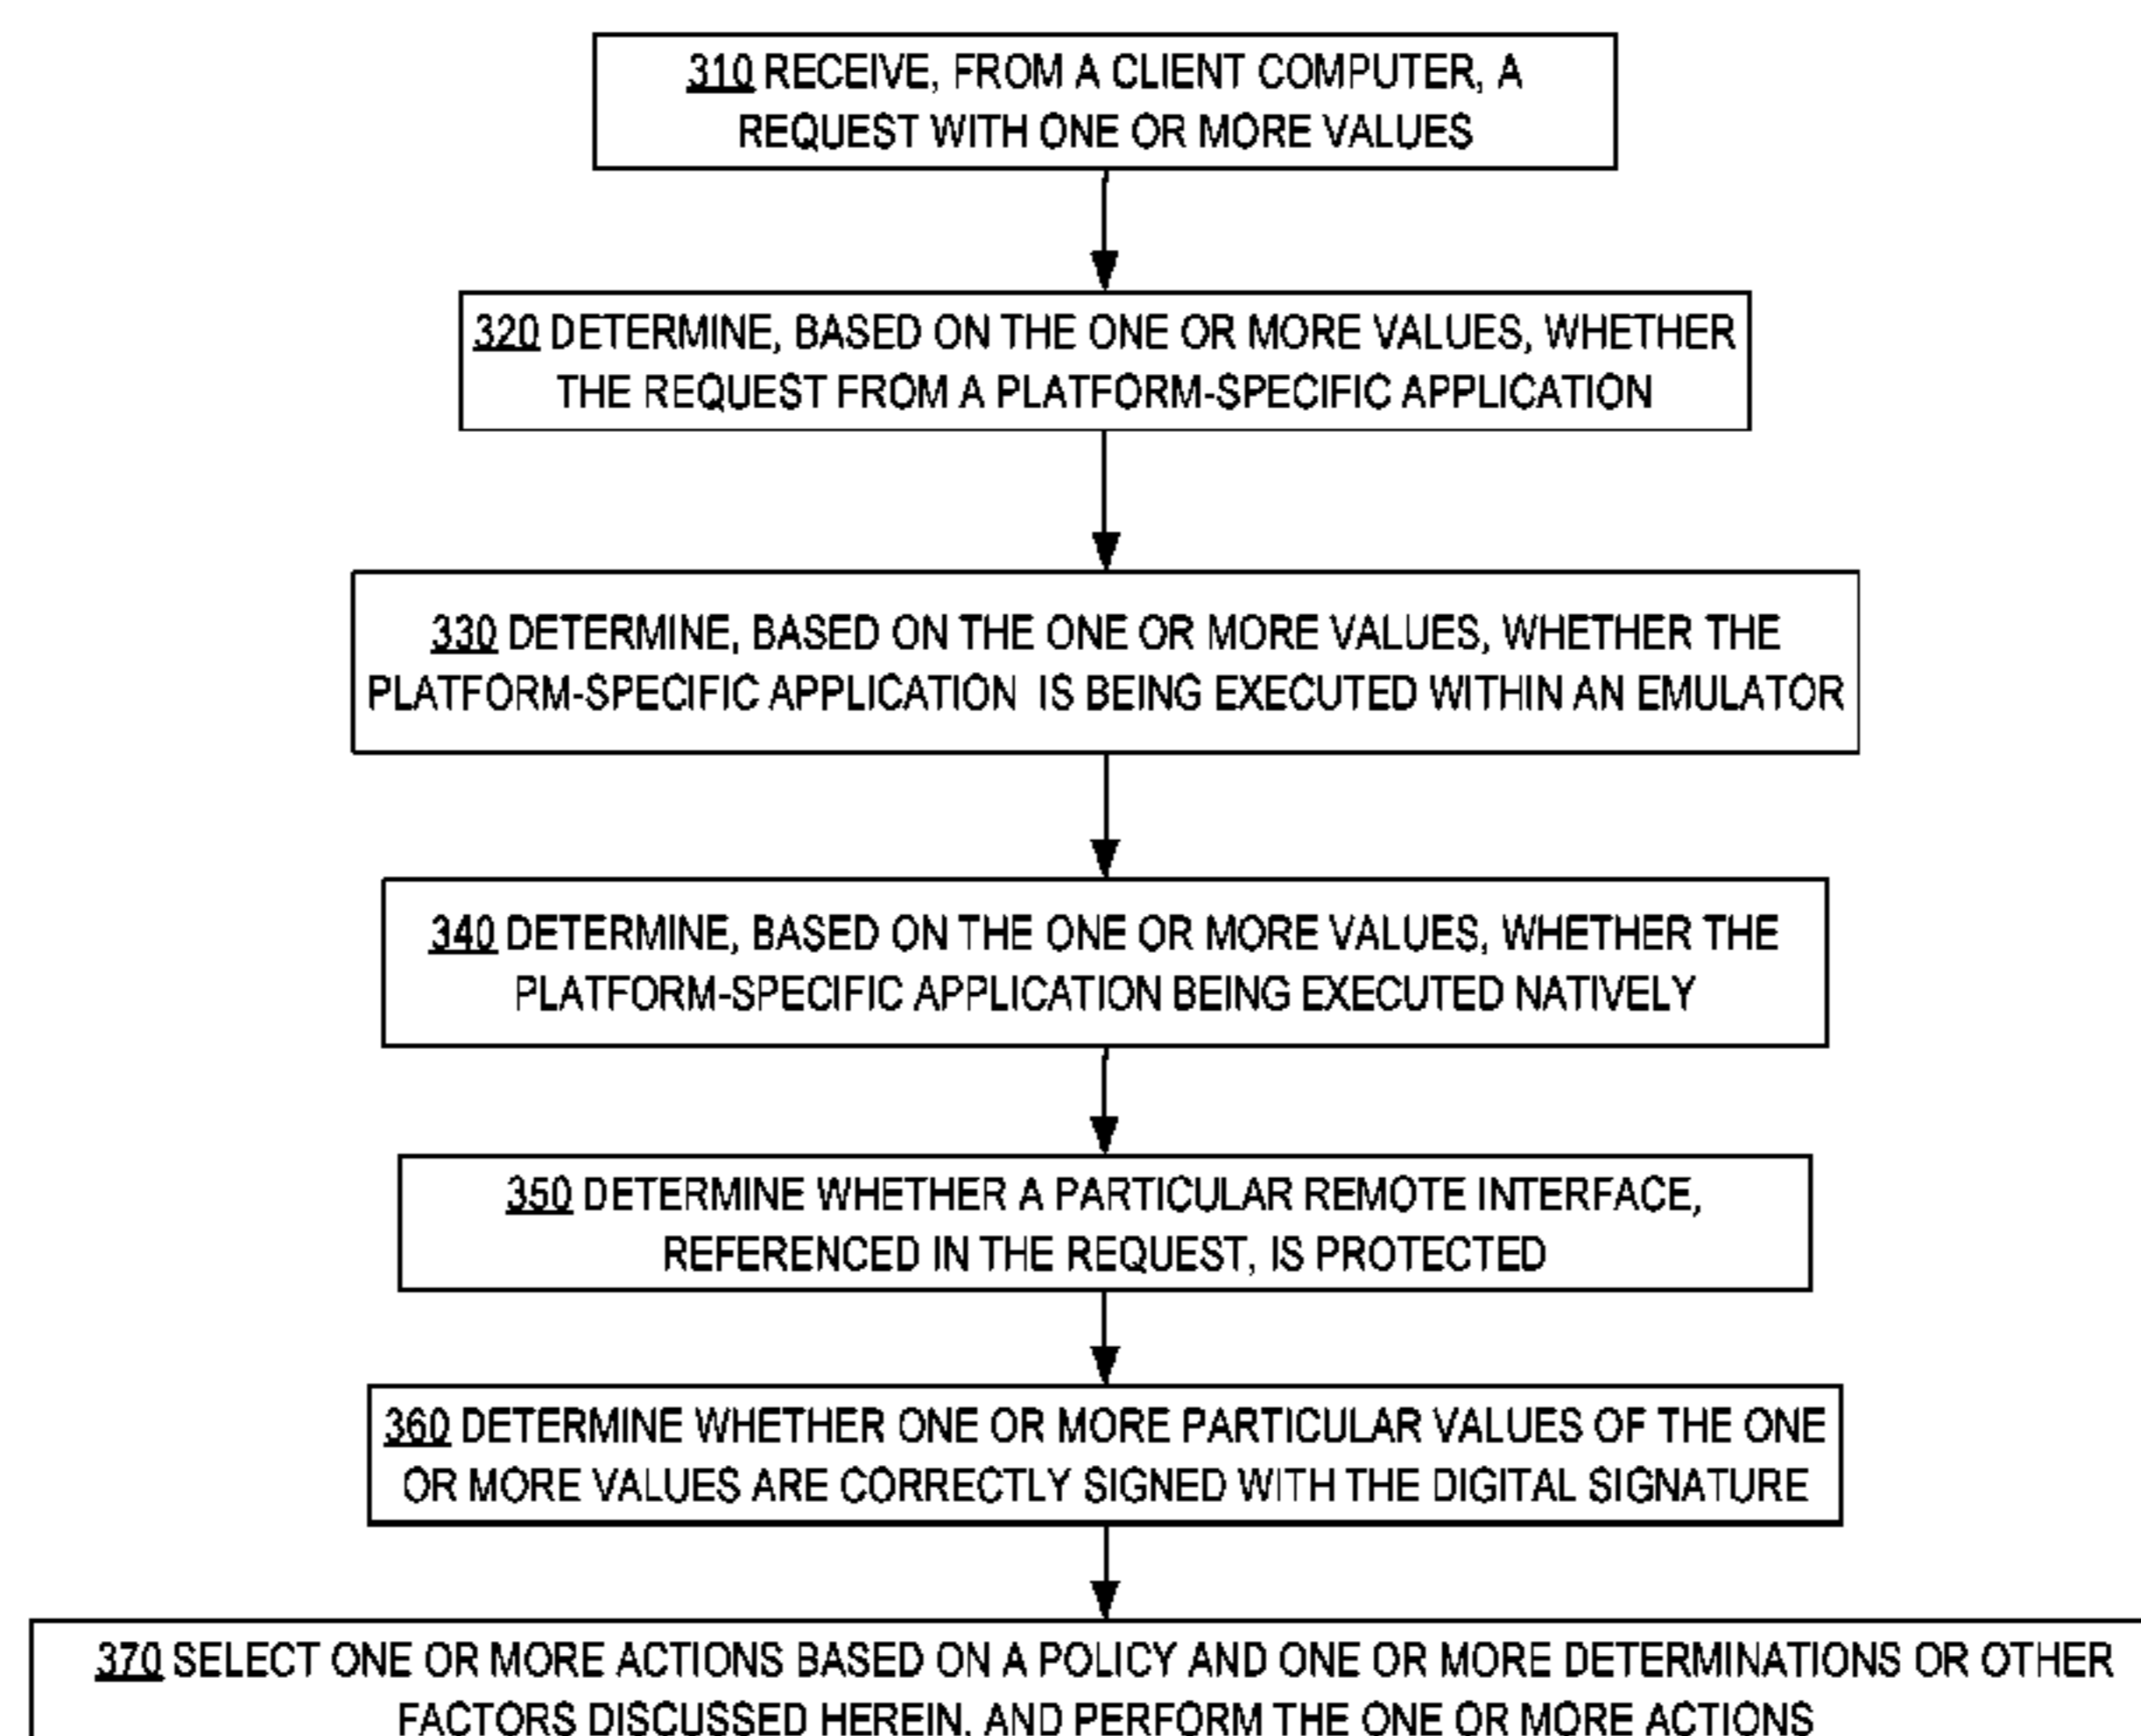 310 RECEIVE, FROM A CLIENT COMPUTER, A
REQUEST WITH ONE OR MORE VALUES
320 DETERMINE, BASED ON THE ONE OR MORE VALUES, WHETHER
THE REQUEST FROM A PLATFORM-SPECIFIC APPLICATION
330 DETERMINE, BASED ON THE ONE OR MORE VALUES, WHETHER THE
PLATFORM-SPECIFIC APPLICATION IS BEING EXECUTED WITHIN AN EMULATOR
340 DETERMINE, BASED ON THE ONE OR MORE VALUES, WHETHER THE
PLATFORM-SPECIFIC APPLICATION BEING EXECUTED NATIVELY
350 DETERMINE WHETHER A PARTICULAR REMOTE INTERFACE,
REFERENCED IN THE REQUEST, IS PROTECTED
360 DETERMINE WHETHER ONE OR MORE PARTICULAR VALUES OF THE ONE
OR MORE VALUES ARE CORRECTLY SIGNED WITH THE DIGITAL SIGNATURE
370 SELECT ONE OR MORE ACTIONS BASED ON A POLICY AND ONE OR MORE DETERMINATIONS OR OTHER
FACTORS DISCUSSED HEREIN, AND PERFORM THE ONE OR MORE ACTIONS